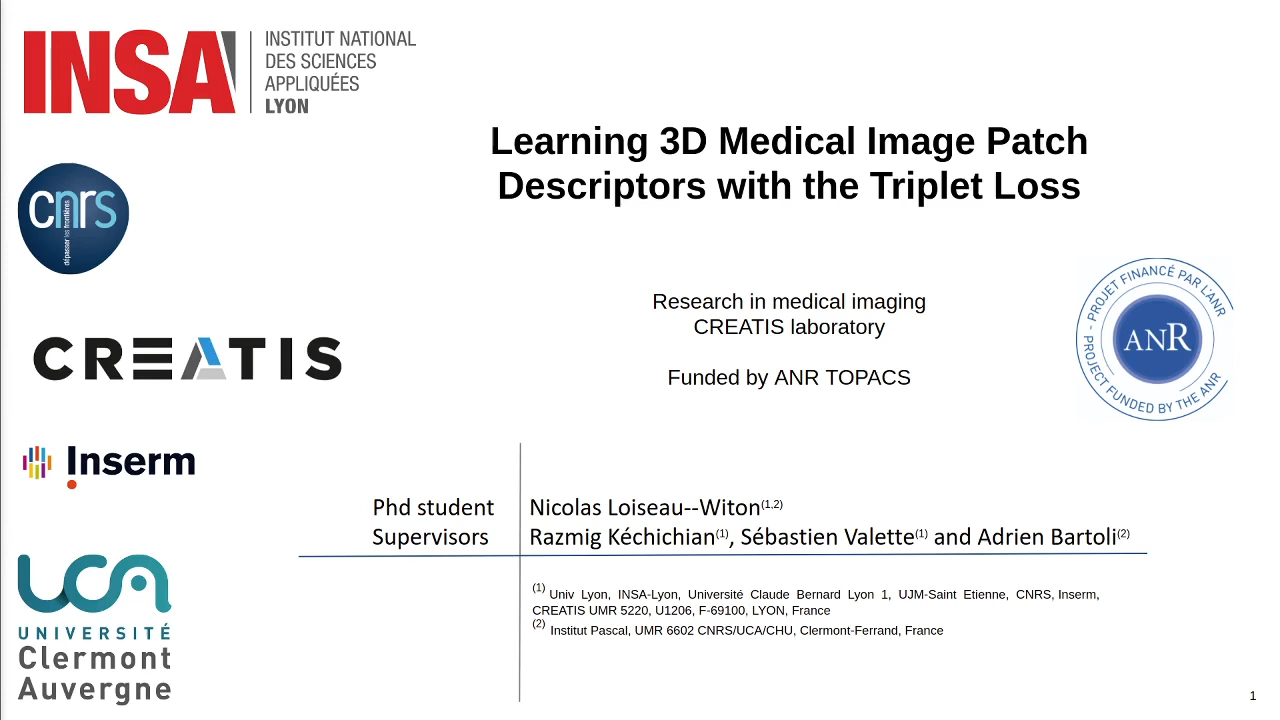 INSA
INSTITUT NATIONAL
DES SCIENCES
APPLIQUÉES
LYON
Learning 3D Medical Image Patch
Descriptors with the Triplet Loss
cnrs
dépasser les frontières
Research in medical imaging
CREATIS laboratory
Funded by ANR TOPACS
- PROJET FINANCÉ PAR L'ANR -
ANR
PROJECT FUNDED BY THE ANR
CREATIS
Inserm
Phd student
Nicolas Loiseau--Witon(1,2)
Supervisors
Razmig Kéchichian(1), Sébastien Valette(1) and Adrien Bartoli(2)
UCA
UNIVERSITÉ
Clermont
Auvergne
(1) Univ Lyon, INSA-Lyon, Université Claude Bernard Lyon 1, UJM-Saint Etienne, CNRS, Inserm,
CREATIS UMR 5220, U1206, F-69100, LYON, France
(2) Institut Pascal, UMR 6602 CNRS/UCA/CHU, Clermont-Ferrand, France
1